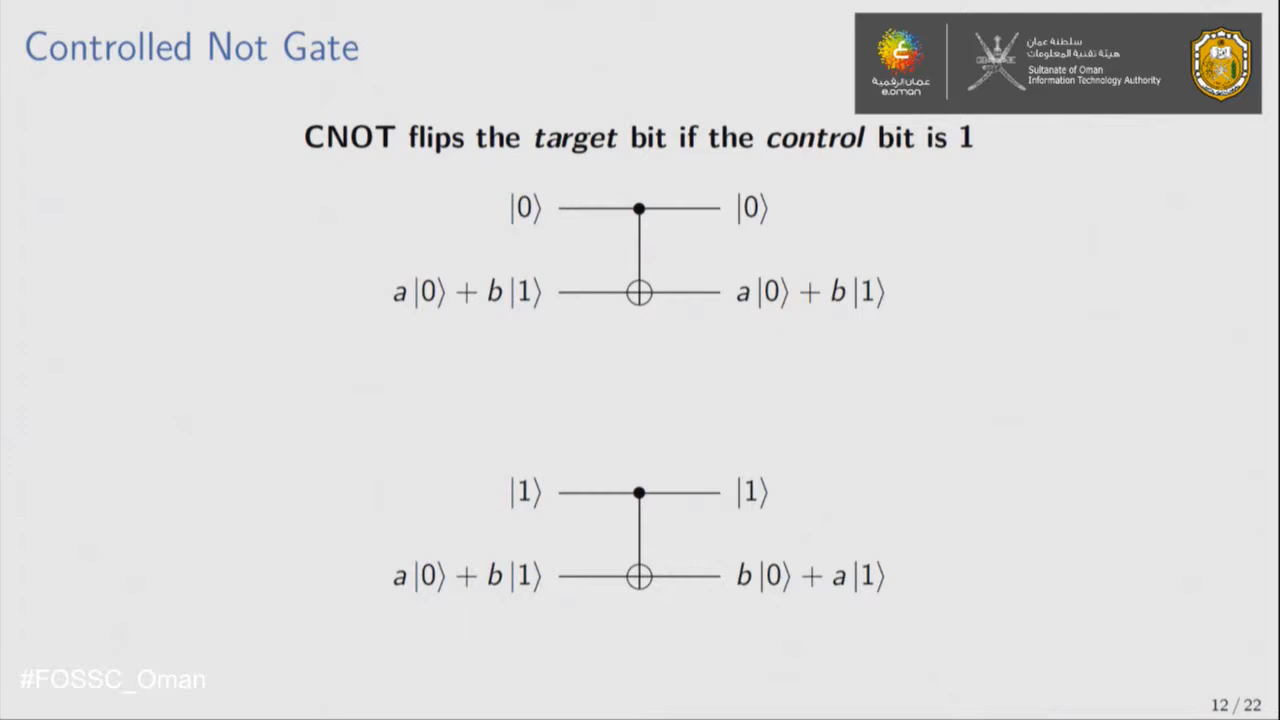 Controlled Not Gate
عمان الرقمية
e.oman
سلطنة عمان
هيئة تقنية المعلومات
Sultanate of Oman
Information Technology Authority
CNOT flips the target bit if the control bit is 1
|0⟩ |0⟩
a|0⟩ + b|1⟩ a|0⟩ + b|1⟩
|1⟩ |1⟩
a|0⟩ + b|1⟩ b|0⟩ + a|1⟩
#FOSSC_Oman
12 / 22